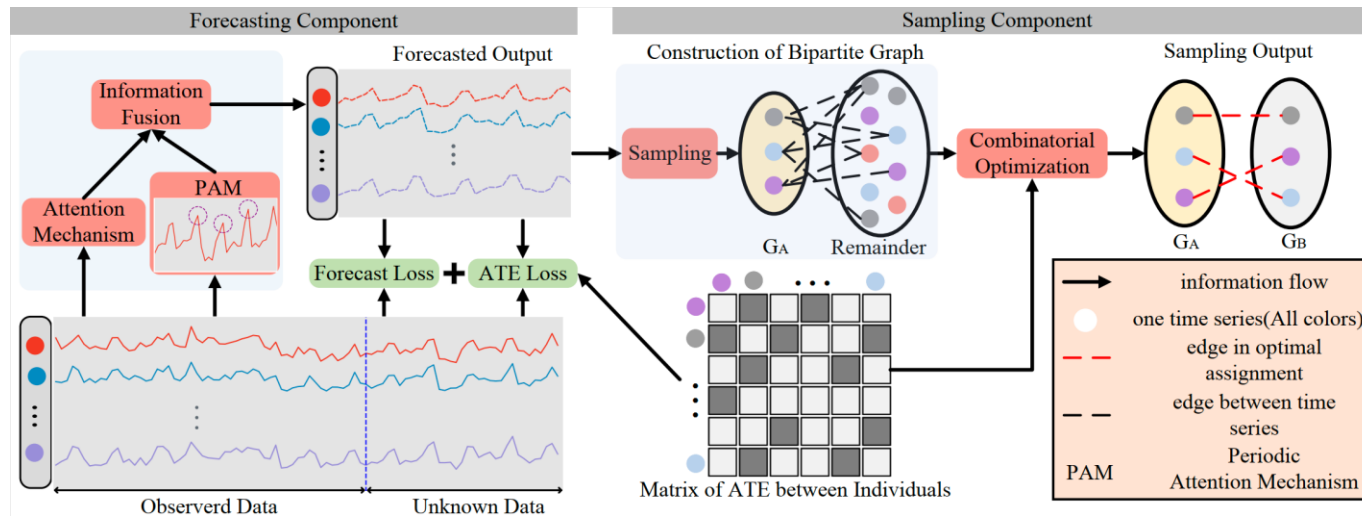 Forecasting Component
Sampling Component
Forecasted Output
Information
Fusion
PAM
Attention
Mechanism
Forecast Loss + ATE Loss
Observerd Data
Unknown Data
Construction of Bipartite Graph
Sampling
GA
Remainder
Combinatorial
Optimization
Sampling Output
GA
GB
Matrix of ATE between Individuals
information flow
one time series(All colors)
edge in optimal
assignment
edge between time
series
PAM
Periodic
Attention Mechanism